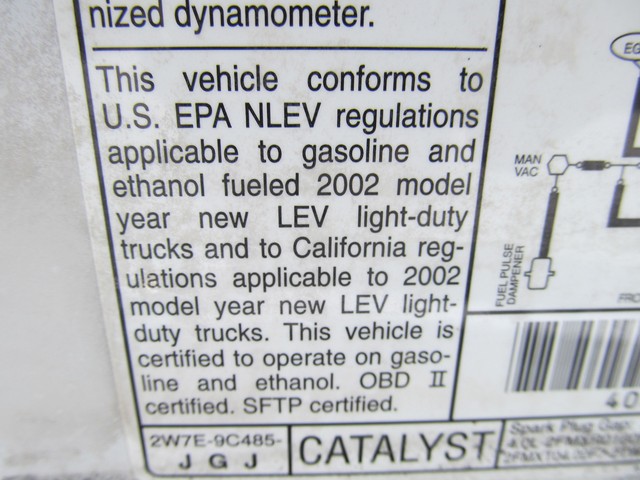 nized dynamometer.
This vehicle conforms to
U.S. EPA NLEV regulations
applicable to gasoline and
ethanol fueled 2002 model
year new LEV light-duty
trucks and to California reg-
ulations applicable to 2002
model year new LEV light-
duty trucks. This vehicle is
certified to operate on gaso-
line and ethanol. OBD II
certified. SFTP certified.
2W7E-9C485-
J G J
CATALYST
EG
MAN
VAC
FUEL PULSE
DAMPENER
FRO
40
Spark Plug Gap: